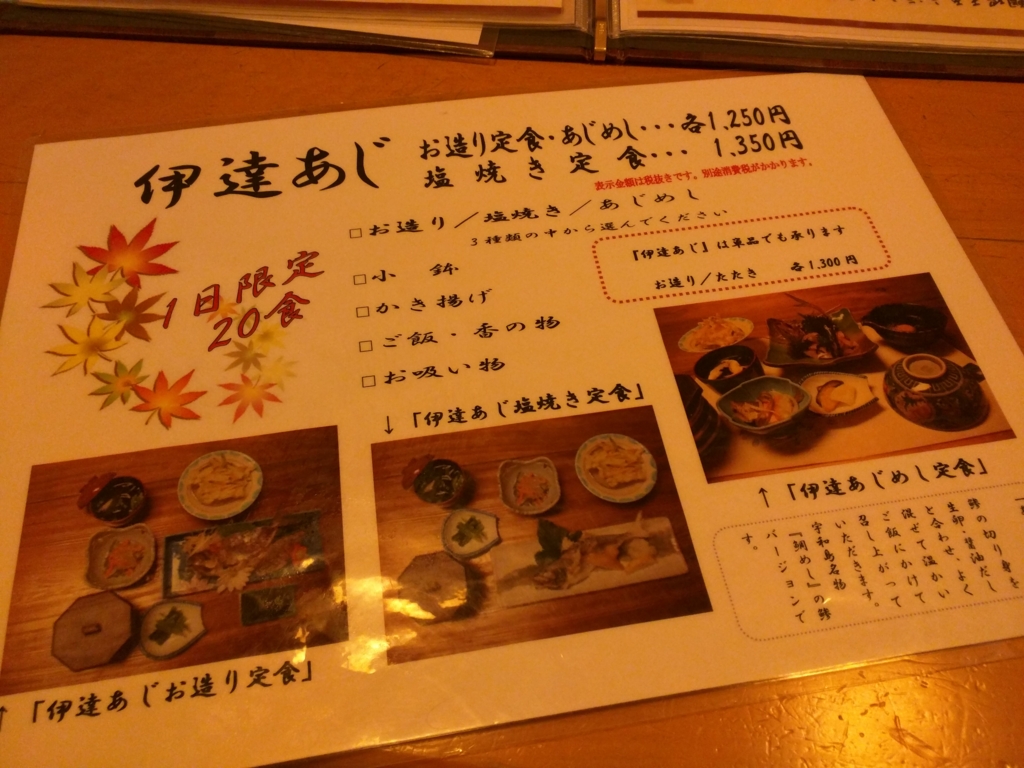 伊達あじ
お造り定食・あじめし・・・各1,250円
塩焼き定食・・・1,350円
表示金額は税抜きです。別途消費税がかかります。
1日限定
20食
□お造り／塩焼き／あじめし
3種類の中から選んでください
□小鉢
□かき揚げ
□ご飯・香の物
□お吸い物
『伊達あじ』は単品でも承ります
お造り／たたき 各1,300円
↓「伊達あじ塩焼き定食」
↑「伊達あじめし定食」
鯵の切り身を
生卵・醤油だし
と合わせ、よく
混ぜて温かい
ご飯にかけて
召し上がって
いただきます。
宇和島名物
『鯛めし』の鯵
バージョンで
す。
↑「伊達あじお造り定食」